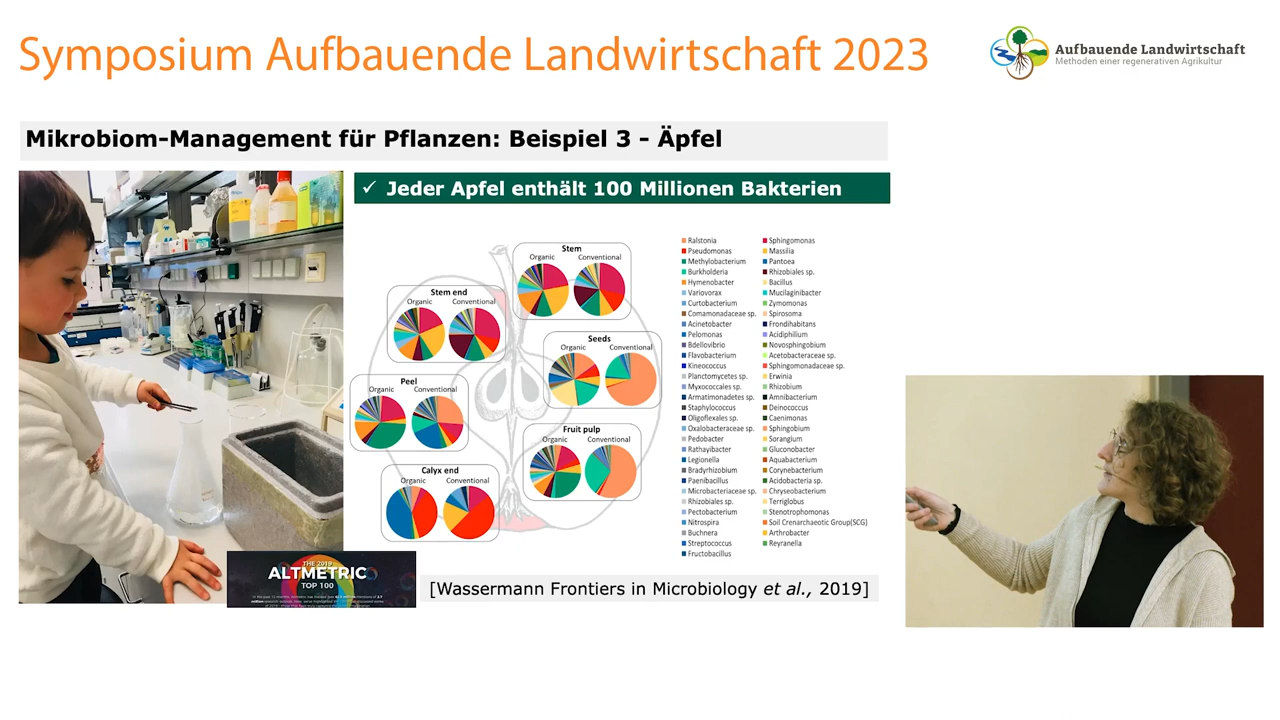 Symposium Aufbauende Landwirtschaft 2023
Aufbauende Landwirtschaft
Methoden einer regenerativen Agrikultur
Mikrobiom-Management für Pflanzen: Beispiel 3 - Äpfel
✓ Jeder Apfel enthält 100 Millionen Bakterien
Stem
Organic Conventional
Stem end
Organic Conventional
Seeds
Organic Conventional
Peel
Organic Conventional
Fruit pulp
Organic Conventional
Calyx end
Organic Conventional
Ralstonia
Pseudomonas
Methylobacterium
Burkholderia
Hymenobacter
Variovorax
Curtobacterium
Comamonadaceae sp.
Acinetobacter
Pelomonas
Bdellovibrio
Flavobacterium
Kineococcus
Planctomycetes sp.
Myxococcales sp.
Armatimonadetes sp.
Staphylococcus
Oligoflexales sp.
Oxalobacteraceae sp.
Pedobacter
Rathayibacter
Legionella
Bradyrhizobium
Paenibacillus
Microbacteriaceae sp.
Rhizobiales sp.
Pectobacterium
Nitrospira
Buchnera
Streptococcus
Fructobacillus
Sphingomonas
Massilia
Pantoea
Rhizobiales sp.
Bacillus
Mucilaginibacter
Zymomonas
Spirosoma
Frondihabitans
Acidiphilium
Novosphingobium
Acetobacteraceae sp.
Sphingomonadaceae sp.
Erwinia
Rhizobium
Amnibacterium
Deinococcus
Caenimonas
Sphingobium
Sorangium
Gluconobacter
Aquabacterium
Corynebacterium
Acidobacteria sp.
Chryseobacterium
Terriglobus
Stenotrophomonas
Soil Crenarchaeotic Group(SCG)
Arthrobacter
Reyranella
THE 2019
ALTMETRIC
TOP 100
[Wassermann Frontiers in Microbiology et al., 2019]